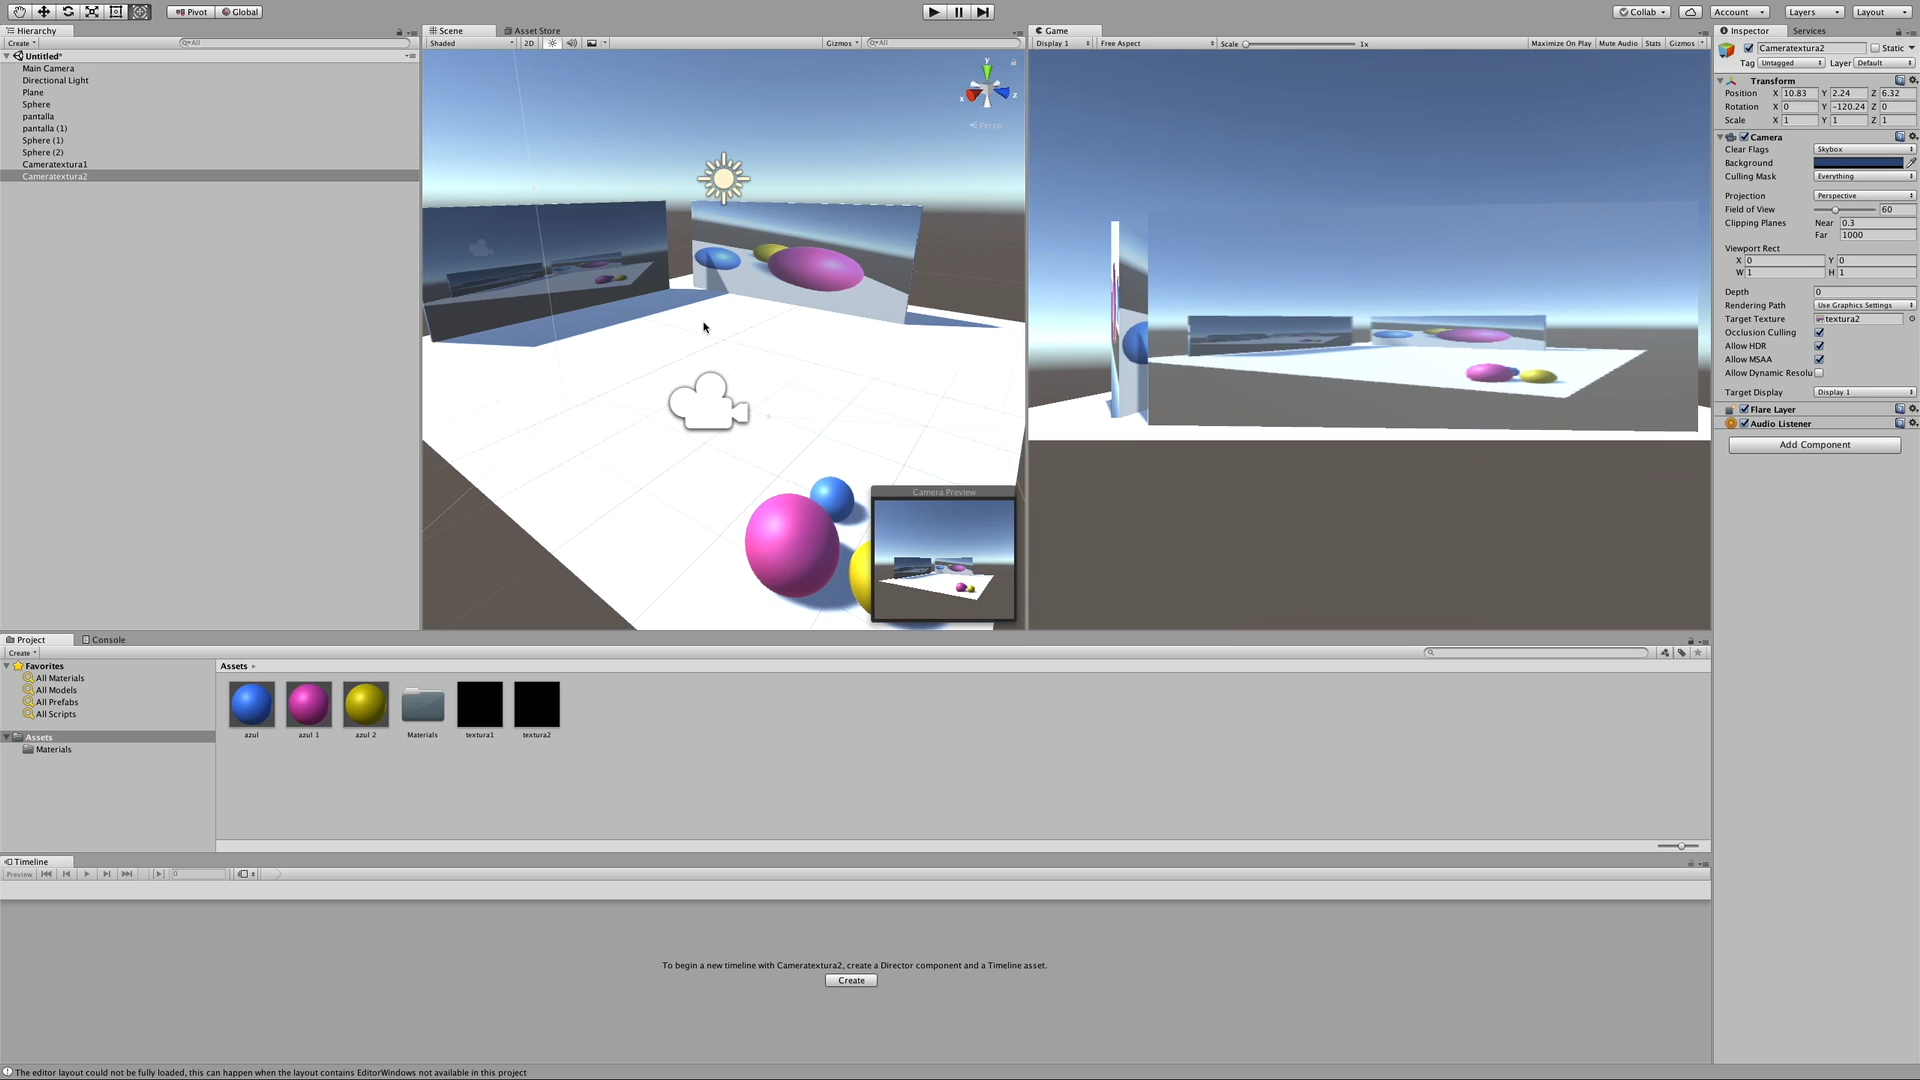 Pivot Global
Collab Account Layers Layout
Hierarchy
Create All
Untitled*
Main Camera
Directional Light
Plane
Sphere
pantalla
pantalla (1)
Sphere (1)
Sphere (2)
Cameratextura1
Cameratextura2
Scene Asset Store
Shaded 2D Gizmos All
y
x z
Persp
Camera Preview
Game
Display 1 Free Aspect Scale 1x Maximize On Play Mute Audio Stats Gizmos
Inspector Services
Cameratextura2 Static
Tag Untagged Layer Default
Transform
Position X 10.83 Y 2.24 Z 6.32
Rotation X 0 Y -120.24 Z 0
Scale X 1 Y 1 Z 1
Camera
Clear Flags Skybox
Background
Culling Mask Everything
Projection Perspective
Field of View 60
Clipping Planes Near 0.3
Far 1000
Viewport Rect
X 0 Y 0
W 1 H 1
Depth 0
Rendering Path Use Graphics Settings
Target Texture textura2
Occlusion Culling
Allow HDR
Allow MSAA
Allow Dynamic Resolu
Target Display Display 1
Flare Layer
Audio Listener
Add Component
Project Console
Create
Favorites
All Materials
All Models
All Prefabs
All Scripts
Assets
Materials
Assets
azul azul 1 azul 2 Materials textura1 textura2
Timeline
Preview 0
To begin a new timeline with Cameratextura2, create a Director component and a Timeline asset.
Create
The editor layout could not be fully loaded, this can happen when the layout contains EditorWindows not available in this project